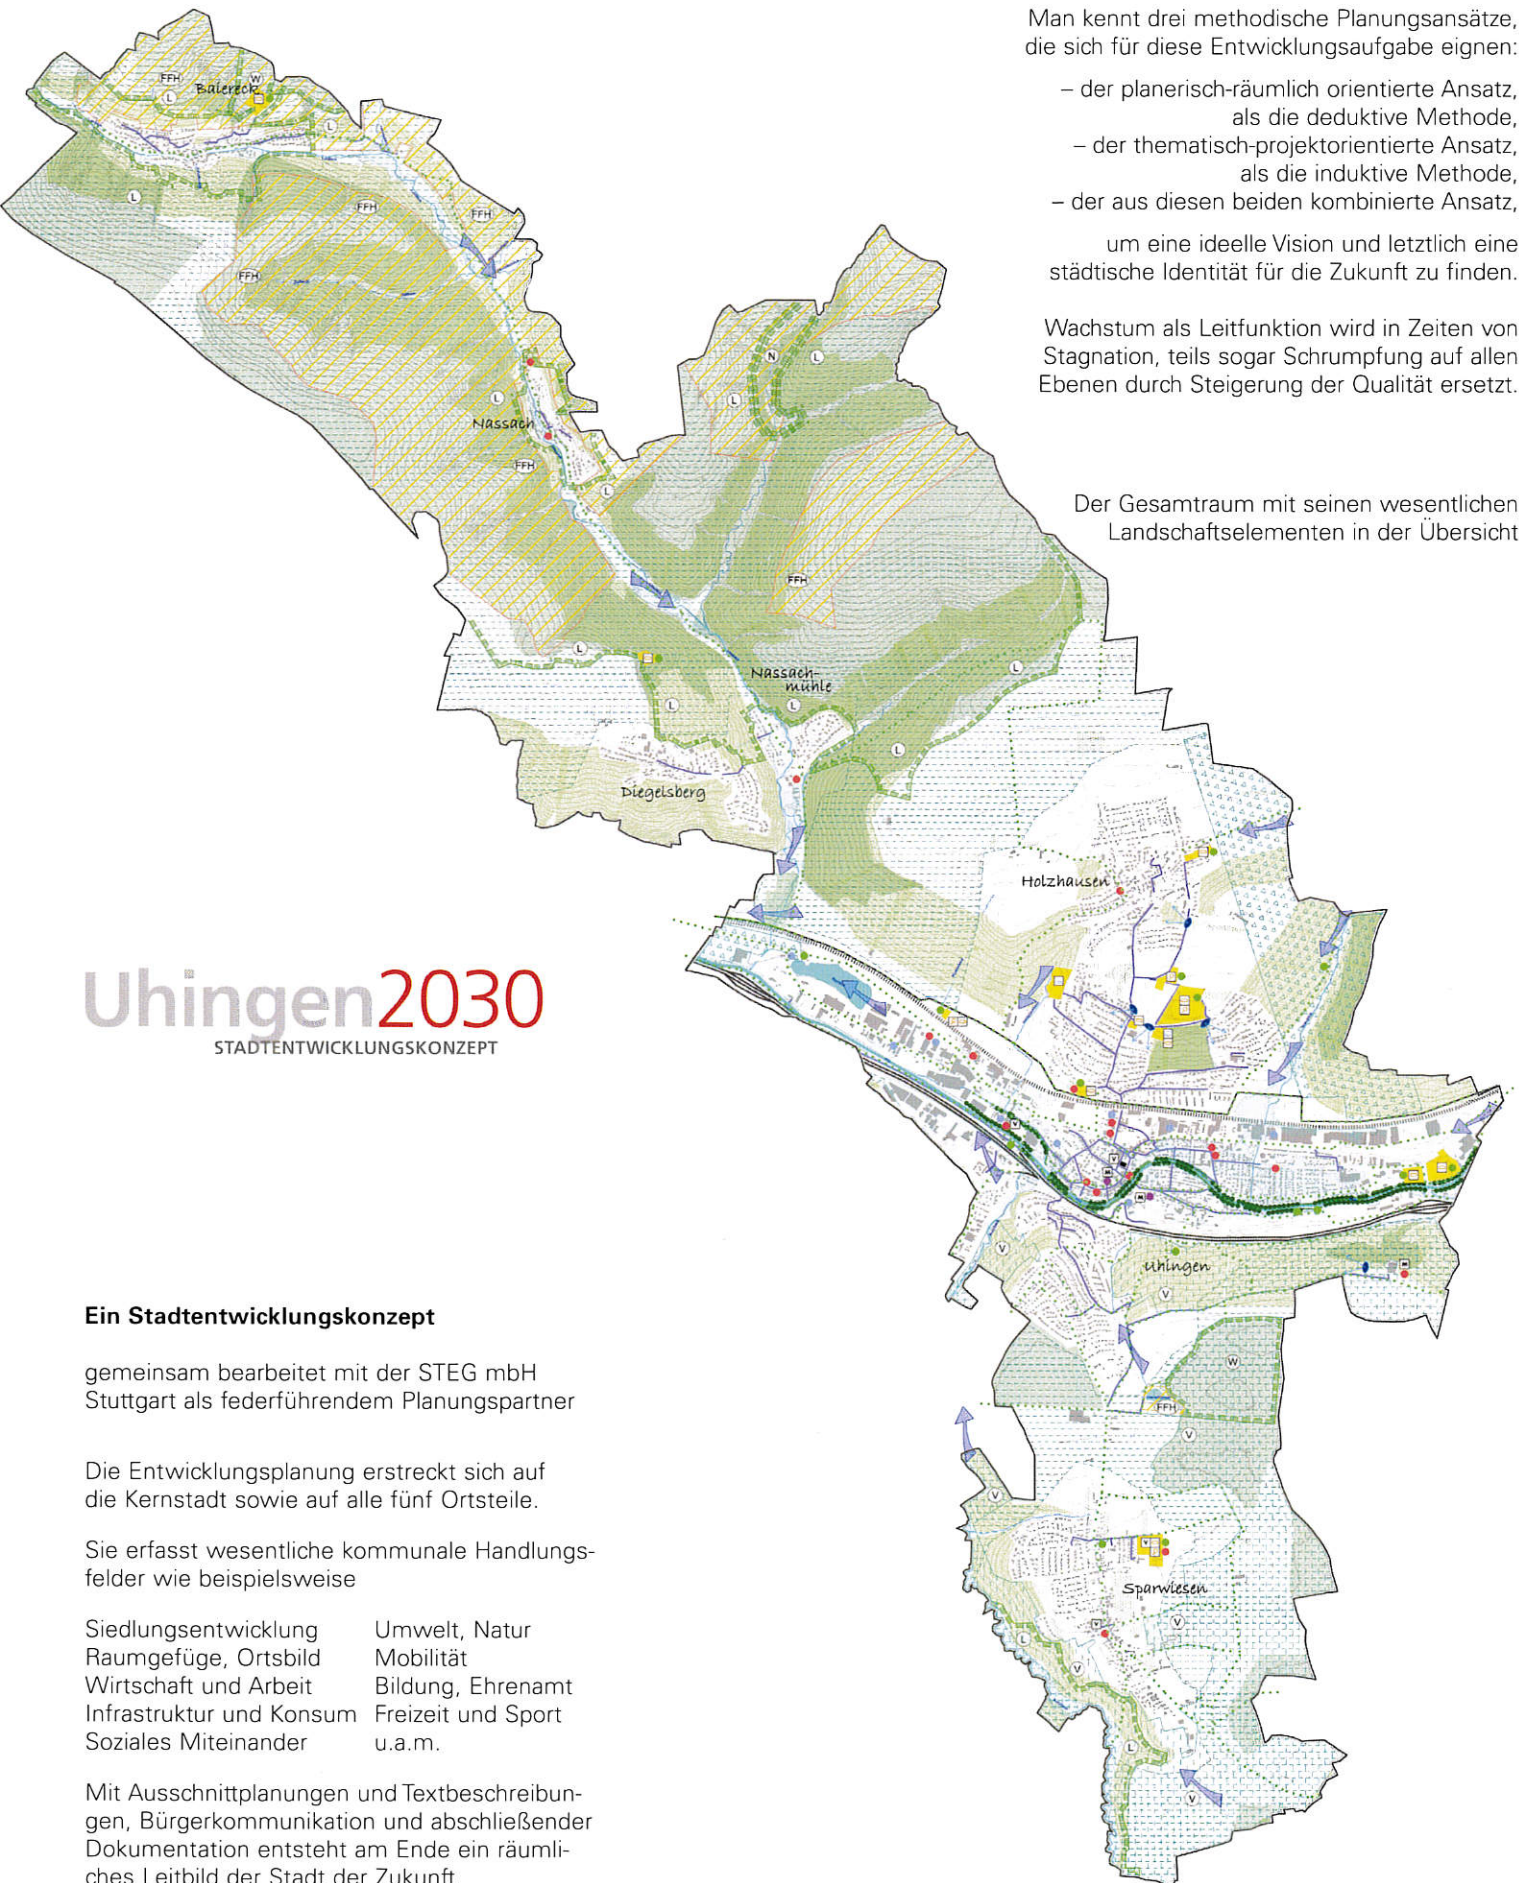 Man kennt drei methodische Planungsansätze,
die sich für diese Entwicklungsaufgabe eignen:
– der planerisch-räumlich orientierte Ansatz,
als die deduktive Methode,
– der thematisch-projektorientierte Ansatz,
als die induktive Methode,
– der aus diesen beiden kombinierte Ansatz,
um eine ideelle Vision und letztlich eine
städtische Identität für die Zukunft zu finden.
Wachstum als Leitfunktion wird in Zeiten von
Stagnation, teils sogar Schrumpfung auf allen
Ebenen durch Steigerung der Qualität ersetzt.
Der Gesamtraum mit seinen wesentlichen
Landschaftselementen in der Übersicht
FFH
W
Baiereck
L
L
L
FFH
FFH
FFH
N
L
L
L
Nassach
FFH
L
FFH
L
L
Nassach-
mühle
L
L
L
Diegelsberg
Holzhausen
Uhingen2030
STADTENTWICKLUNGSKONZEPT
V
V
M
M
V
Uhingen
M
V
W
FFH
V
V
V
Sparwiesen
V
V
L
V
L
V
Ein Stadtentwicklungskonzept
gemeinsam bearbeitet mit der STEG mbH
Stuttgart als federführendem Planungspartner
Die Entwicklungsplanung erstreckt sich auf
die Kernstadt sowie auf alle fünf Ortsteile.
Sie erfasst wesentliche kommunale Handlungs-
felder wie beispielsweise
Siedlungsentwicklung Umwelt, Natur
Raumgefüge, Ortsbild Mobilität
Wirtschaft und Arbeit Bildung, Ehrenamt
Infrastruktur und Konsum Freizeit und Sport
Soziales Miteinander u.a.m.
Mit Ausschnittplanungen und Textbeschreibun-
gen, Bürgerkommunikation und abschließender
Dokumentation entsteht am Ende ein räumli-
ches Leitbild der Stadt der Zukunft